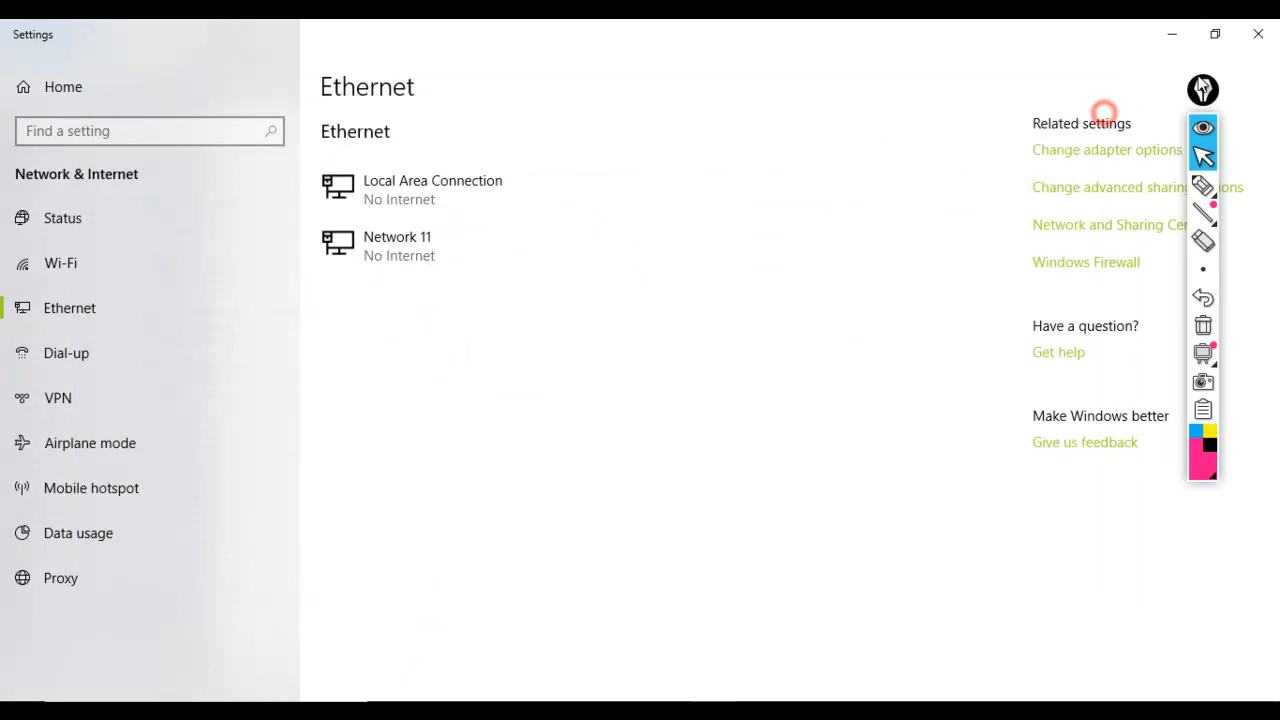 Settings
Home
Find a setting
Network & Internet
Status
Wi-Fi
Ethernet
Dial-up
VPN
Airplane mode
Mobile hotspot
Data usage
Proxy
Ethernet
Ethernet
Local Area Connection
No Internet
Network 11
No Internet
Related settings
Change adapter options
Change advanced sharing
Network and Sharing
Windows Firewall
Have a question?
Get help
Make Windows better
Give us feedback